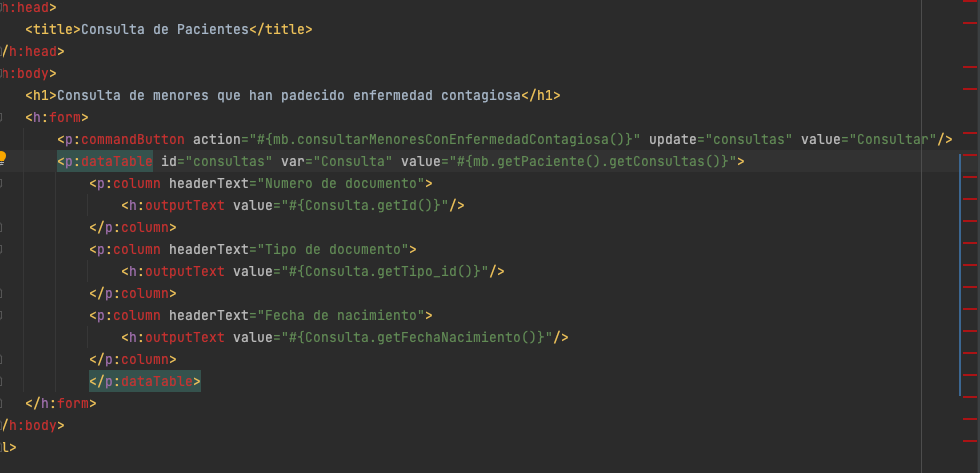 h:head>
<title>Consulta de Pacientes</title>
/h:head>
h:body>
<h1>Consulta de menores que han padecido enfermedad contagiosa</h1>
<h:form>
<p:commandButton action="#{mb.consultarMenoresConEnfermedadContagiosa()}" update="consultas" value="Consultar"/>
<p:dataTable id="consultas" var="Consulta" value="#{mb.getPaciente().getConsultas()}">
<p:column headerText="Numero de documento">
<h:outputText value="#{Consulta.getId()}"/>
</p:column>
<p:column headerText="Tipo de documento">
<h:outputText value="#{Consulta.getTipo_id()}"/>
</p:column>
<p:column headerText="Fecha de nacimiento">
<h:outputText value="#{Consulta.getFechaNacimiento()}"/>
</p:column>
</p:dataTable>
</h:form>
/h:body>
l>